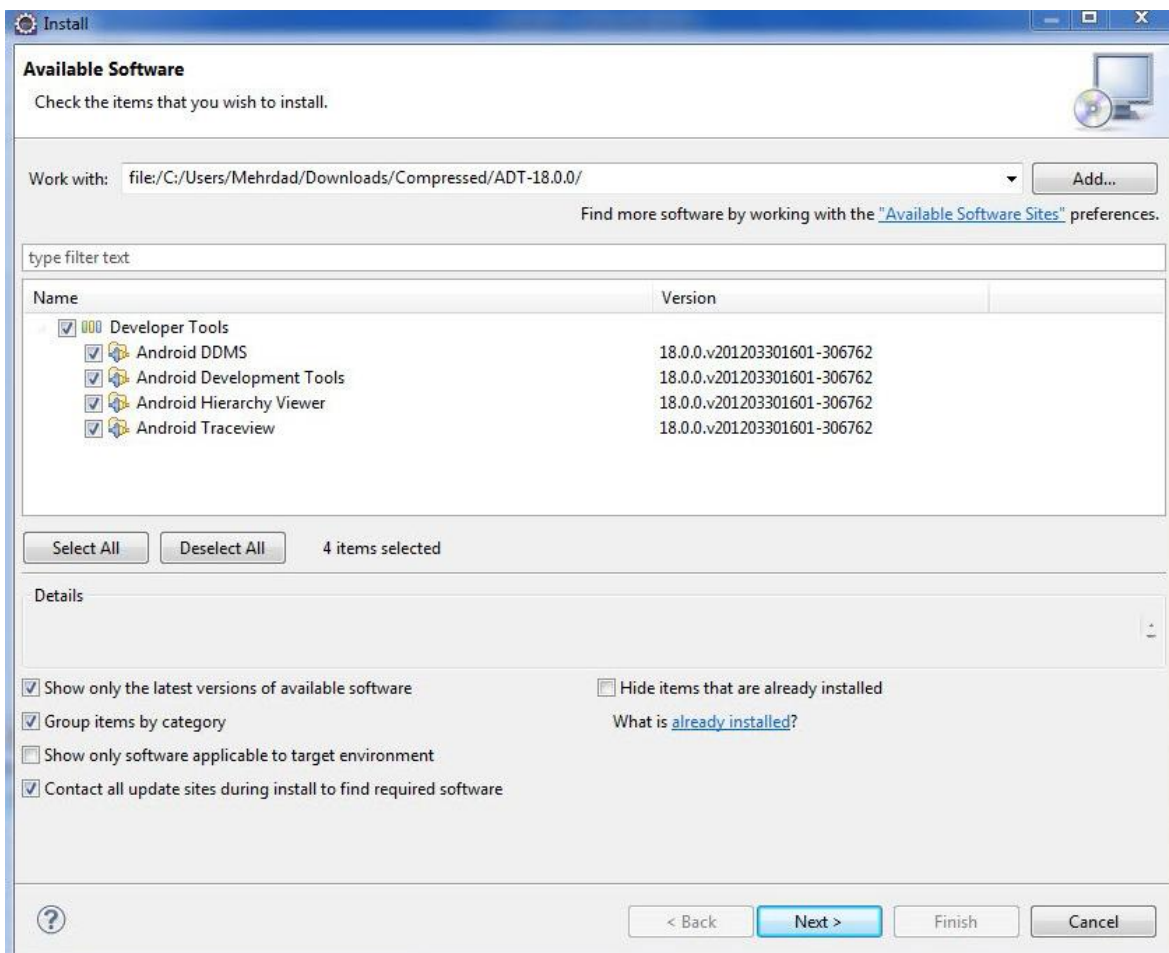 Install
Available Software
Check the items that you wish to install.
Work with: file:/C:/Users/Mehrdad/Downloads/Compressed/ADT-18.0.0/ Add...
Find more software by working with the "Available Software Sites" preferences.
type filter text
Name Version
Developer Tools
Android DDMS 18.0.0.v201203301601-306762
Android Development Tools 18.0.0.v201203301601-306762
Android Hierarchy Viewer 18.0.0.v201203301601-306762
Android Traceview 18.0.0.v201203301601-306762
Select All Deselect All 4 items selected
Details
Show only the latest versions of available software Hide items that are already installed
Group items by category What is already installed?
Show only software applicable to target environment
Contact all update sites during install to find required software
? < Back Next > Finish Cancel